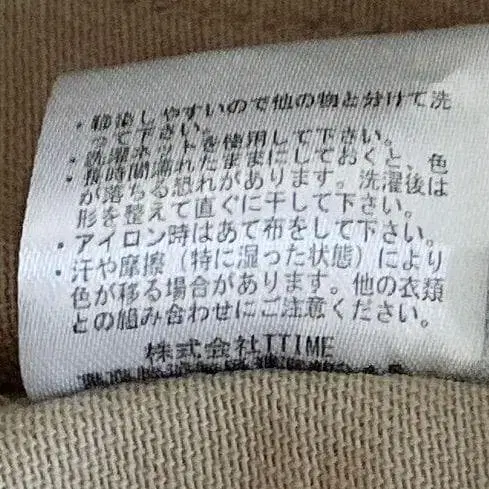 ・移染しやすいので他の物と分けて洗
って下さい。
・洗濯ネットを使用して下さい。
・長時間濡れたままにしておくと、色
が落ちる恐れがあります。洗濯後は
形を整えて直ぐに干して下さい。
・アイロン時はあて布をして下さい。
・汗や摩擦（特に湿った状態）により
色が移る場合があります。他の衣類
との組み合わせにご注意ください。
株式会社ITIME